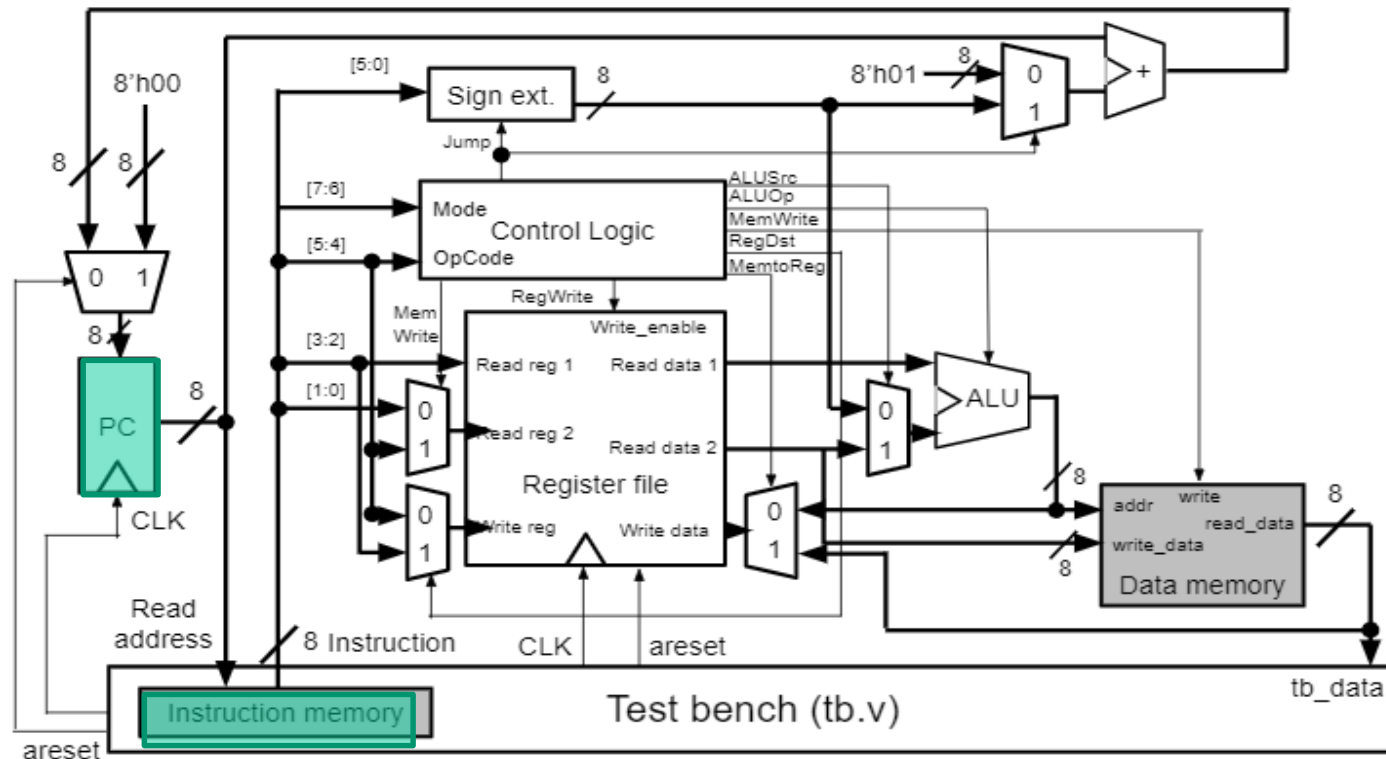 [5:0]
8
8'h01
8
0
1
+
8'h00
Sign ext.
8
8
Jump
[7:6]
Mode
Control Logic
ALUSrc
ALUOp
MemWrite
RegDst
MemtoReg
[5:4]
OpCode
0 1
8
Mem
Write
RegWrite
Write_enable
[3:2]
Read reg 1
Read data 1
[1:0]
0
1
Read reg 2
Read data 2
0
1
ALU
PC
8
Register file
8
0
1
Write reg
Write data
0
1
addr
write
read_data
write_data
8
8
Data memory
CLK
Read
address
8 Instruction
CLK
areset
tb_data
Instruction memory
Test bench (tb.v)
areset